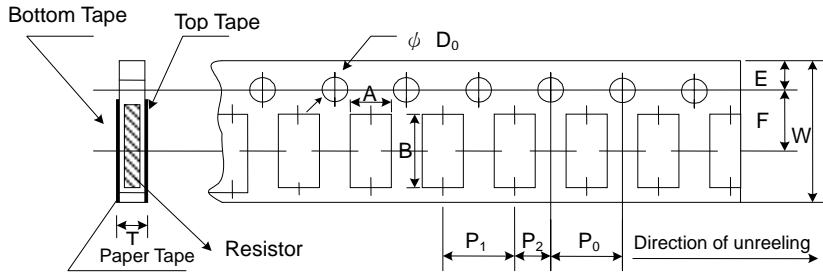 Bottom Tape
Top Tape
ψ D₀
A
B
E
F
W
T
Paper Tape
Resistor
P₁
P₂
P₀
Direction of unreeling